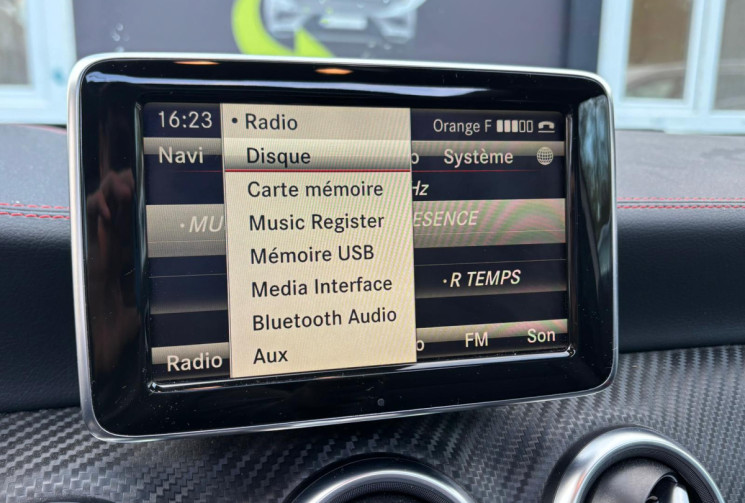 16:23
• Radio
Orange F
Navi
Disque
Système
Carte mémoire
Hz
Music Register
Mémoire USB
Media Interface
•R TEMPS
Bluetooth Audio
Radio
Aux
FM
Son